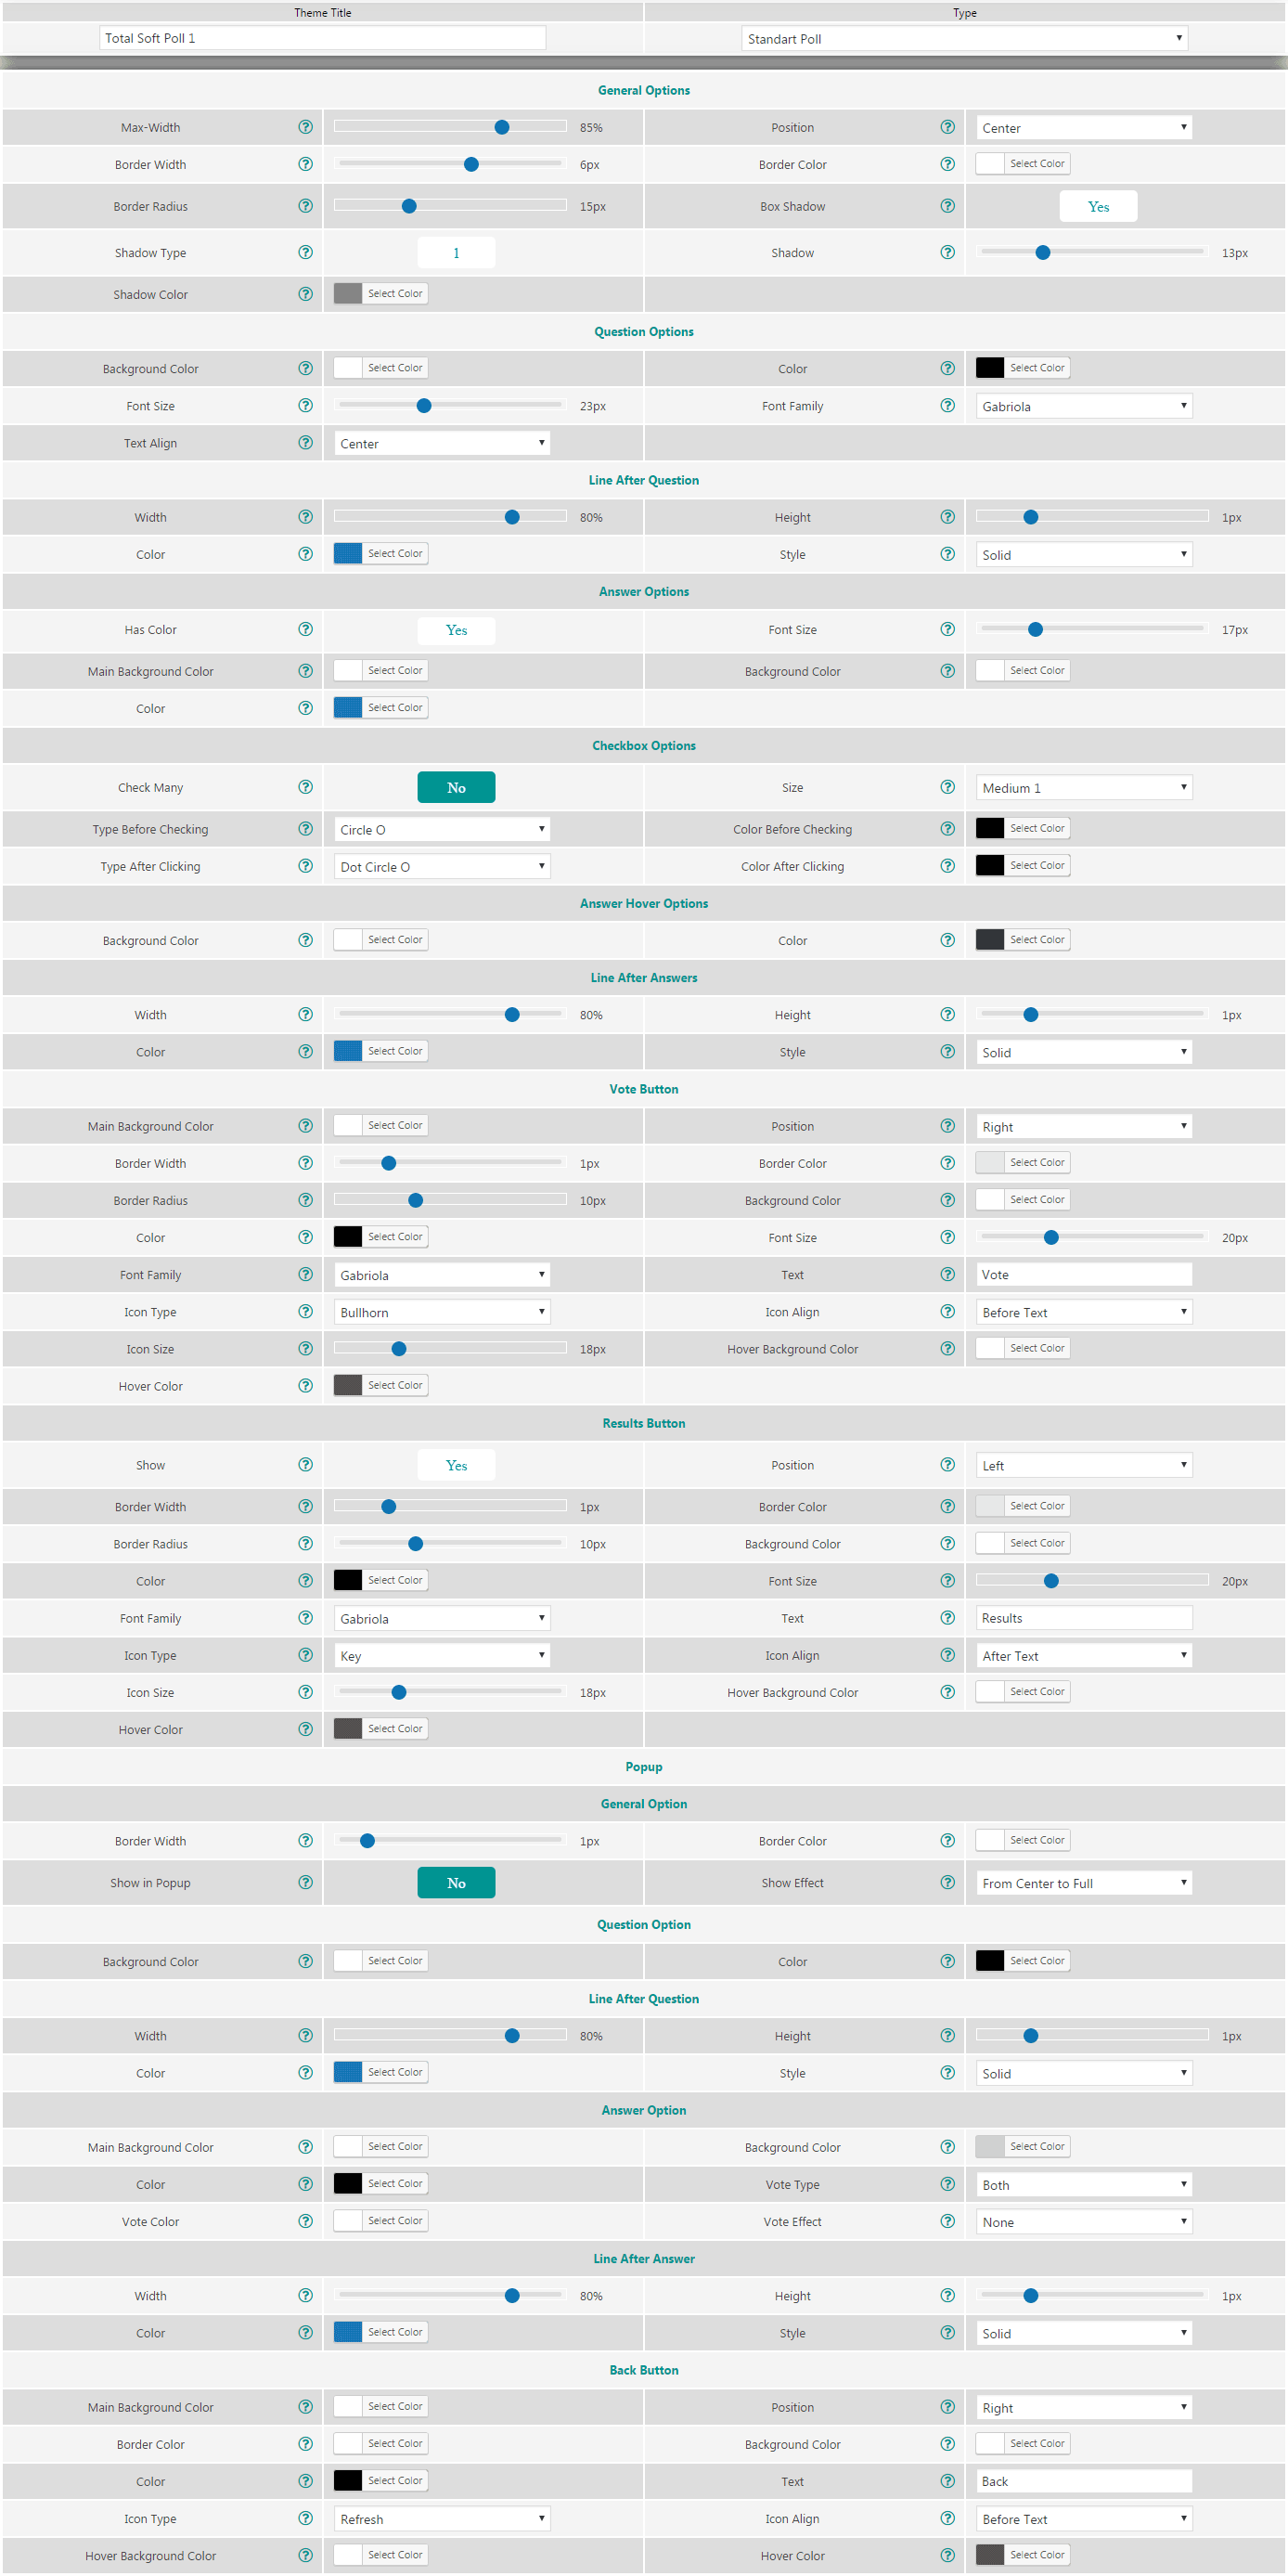 Theme Title Type
Total Soft Poll 1 Standart Poll
General Options
Max-Width 85% Position Center
Border Width 6px Border Color Select Color
Border Radius 15px Box Shadow Yes
Shadow Type 1 Shadow 13px
Shadow Color Select Color
Question Options
Background Color Select Color Color Select Color
Font Size 23px Font Family Gabriola
Text Align Center
Line After Question
Width 80% Height 1px
Color Select Color Style Solid
Answer Options
Has Color Yes Font Size 17px
Main Background Color Select Color Background Color Select Color
Color Select Color
Checkbox Options
Check Many No Size Medium 1
Type Before Checking Circle O Color Before Checking Select Color
Type After Clicking Dot Circle O Color After Clicking Select Color
Answer Hover Options
Background Color Select Color Color Select Color
Line After Answers
Width 80% Height 1px
Color Select Color Style Solid
Vote Button
Main Background Color Select Color Position Right
Border Width 1px Border Color Select Color
Border Radius 10px Background Color Select Color
Color Select Color Font Size 20px
Font Family Gabriola Text Vote
Icon Type Bullhorn Icon Align Before Text
Icon Size 18px Hover Background Color Select Color
Hover Color Select Color
Results Button
Show Yes Position Left
Border Width 1px Border Color Select Color
Border Radius 10px Background Color Select Color
Color Select Color Font Size 20px
Font Family Gabriola Text Results
Icon Type Key Icon Align After Text
Icon Size 18px Hover Background Color Select Color
Hover Color Select Color
Popup
General Option
Border Width 1px Border Color Select Color
Show in Popup No Show Effect From Center to Full
Question Option
Background Color Select Color Color Select Color
Line After Question
Width 80% Height 1px
Color Select Color Style Solid
Answer Option
Main Background Color Select Color Background Color Select Color
Color Select Color Vote Type Both
Vote Color Select Color Vote Effect None
Line After Answer
Width 80% Height 1px
Color Select Color Style Solid
Back Button
Main Background Color Select Color Position Right
Border Color Select Color Background Color Select Color
Color Select Color Text Back
Icon Type Refresh Icon Align Before Text
Hover Background Color Select Color Hover Color Select Color